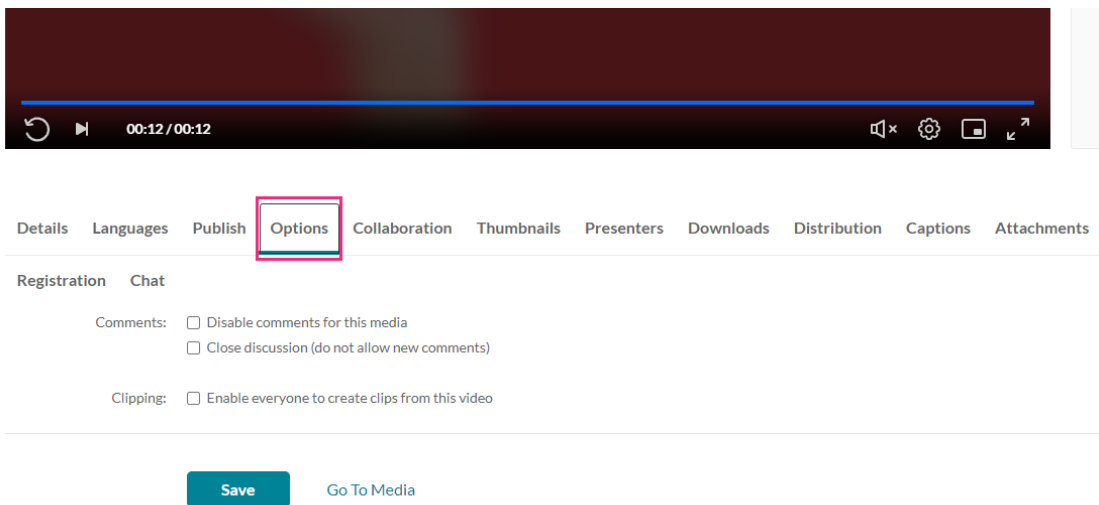 00:12 / 00:12
Details Languages Publish Options Collaboration Thumbnails Presenters Downloads Distribution Captions Attachments
Registration Chat
Comments: Disable comments for this media
Close discussion (do not allow new comments)
Clipping: Enable everyone to create clips from this video
Save Go To Media